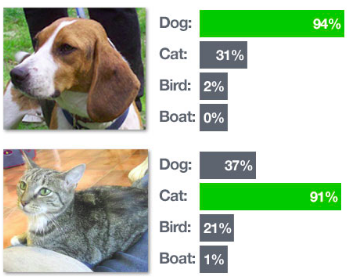 Dog: 94%
Cat: 31%
Bird: 2%
Boat: 0%
Dog: 37%
Cat: 91%
Bird: 21%
Boat: 1%